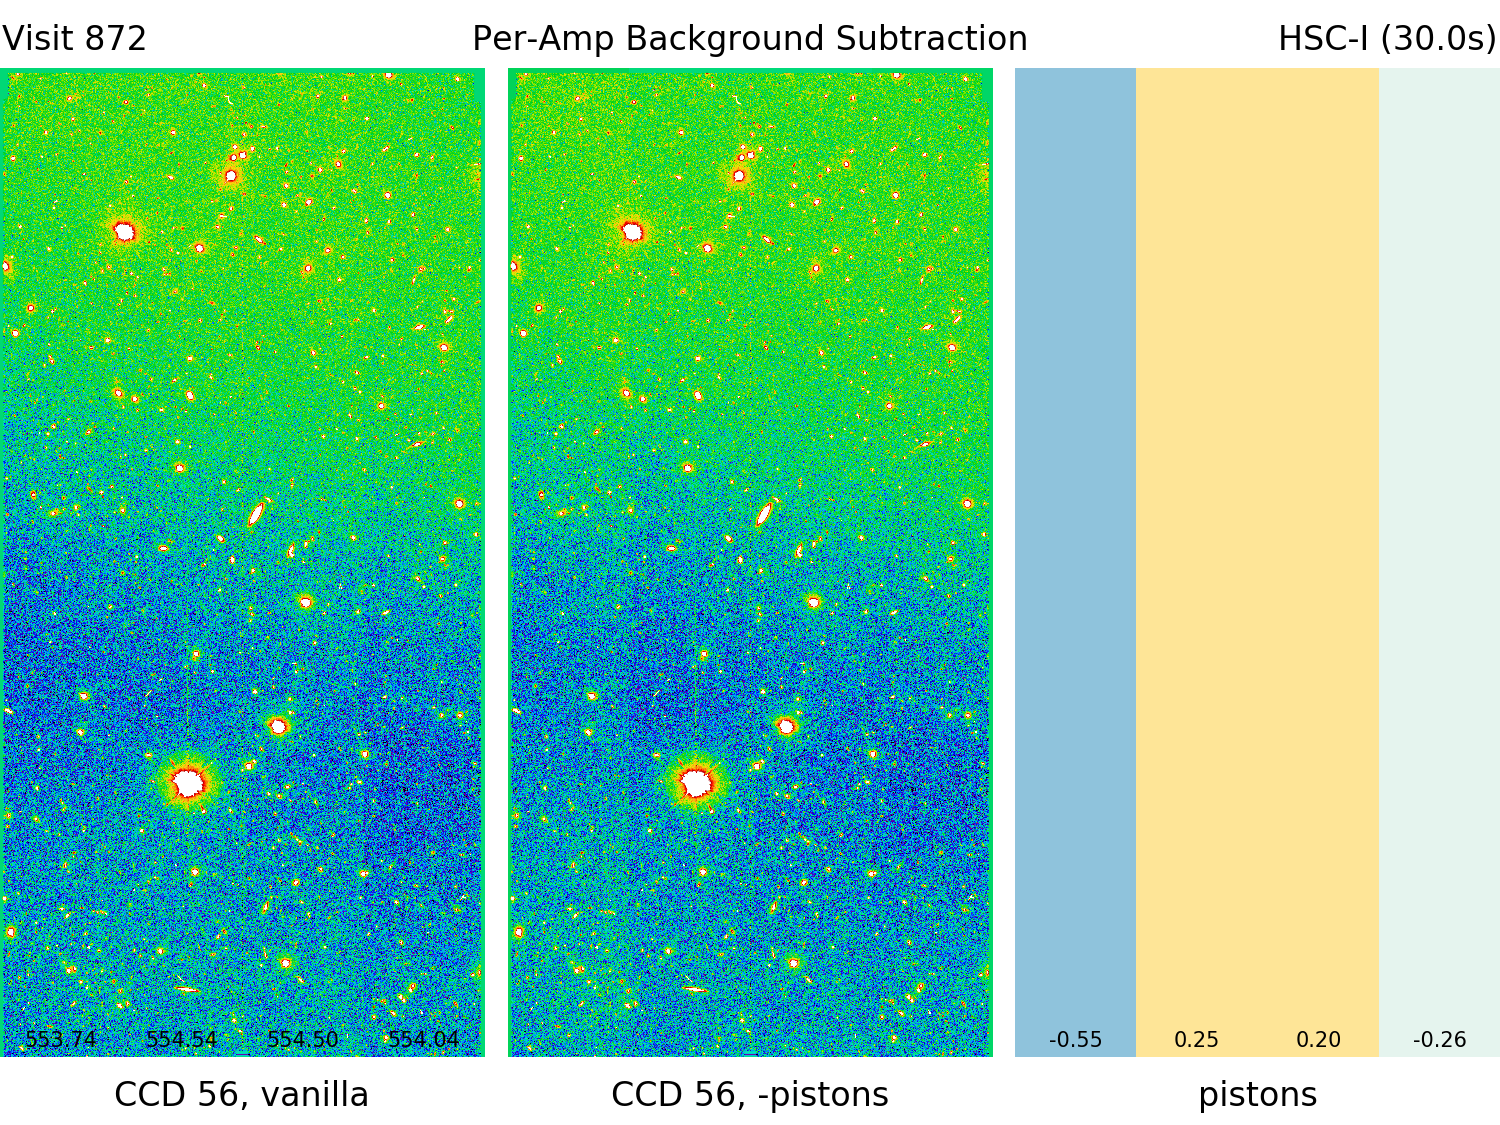 Visit 872 Per-Amp Background Subtraction HSC-I (30.0s)
553.74 554.54 554.50 554.04 -0.55 0.25 0.20 -0.26
CCD 56, vanilla CCD 56, -pistons pistons